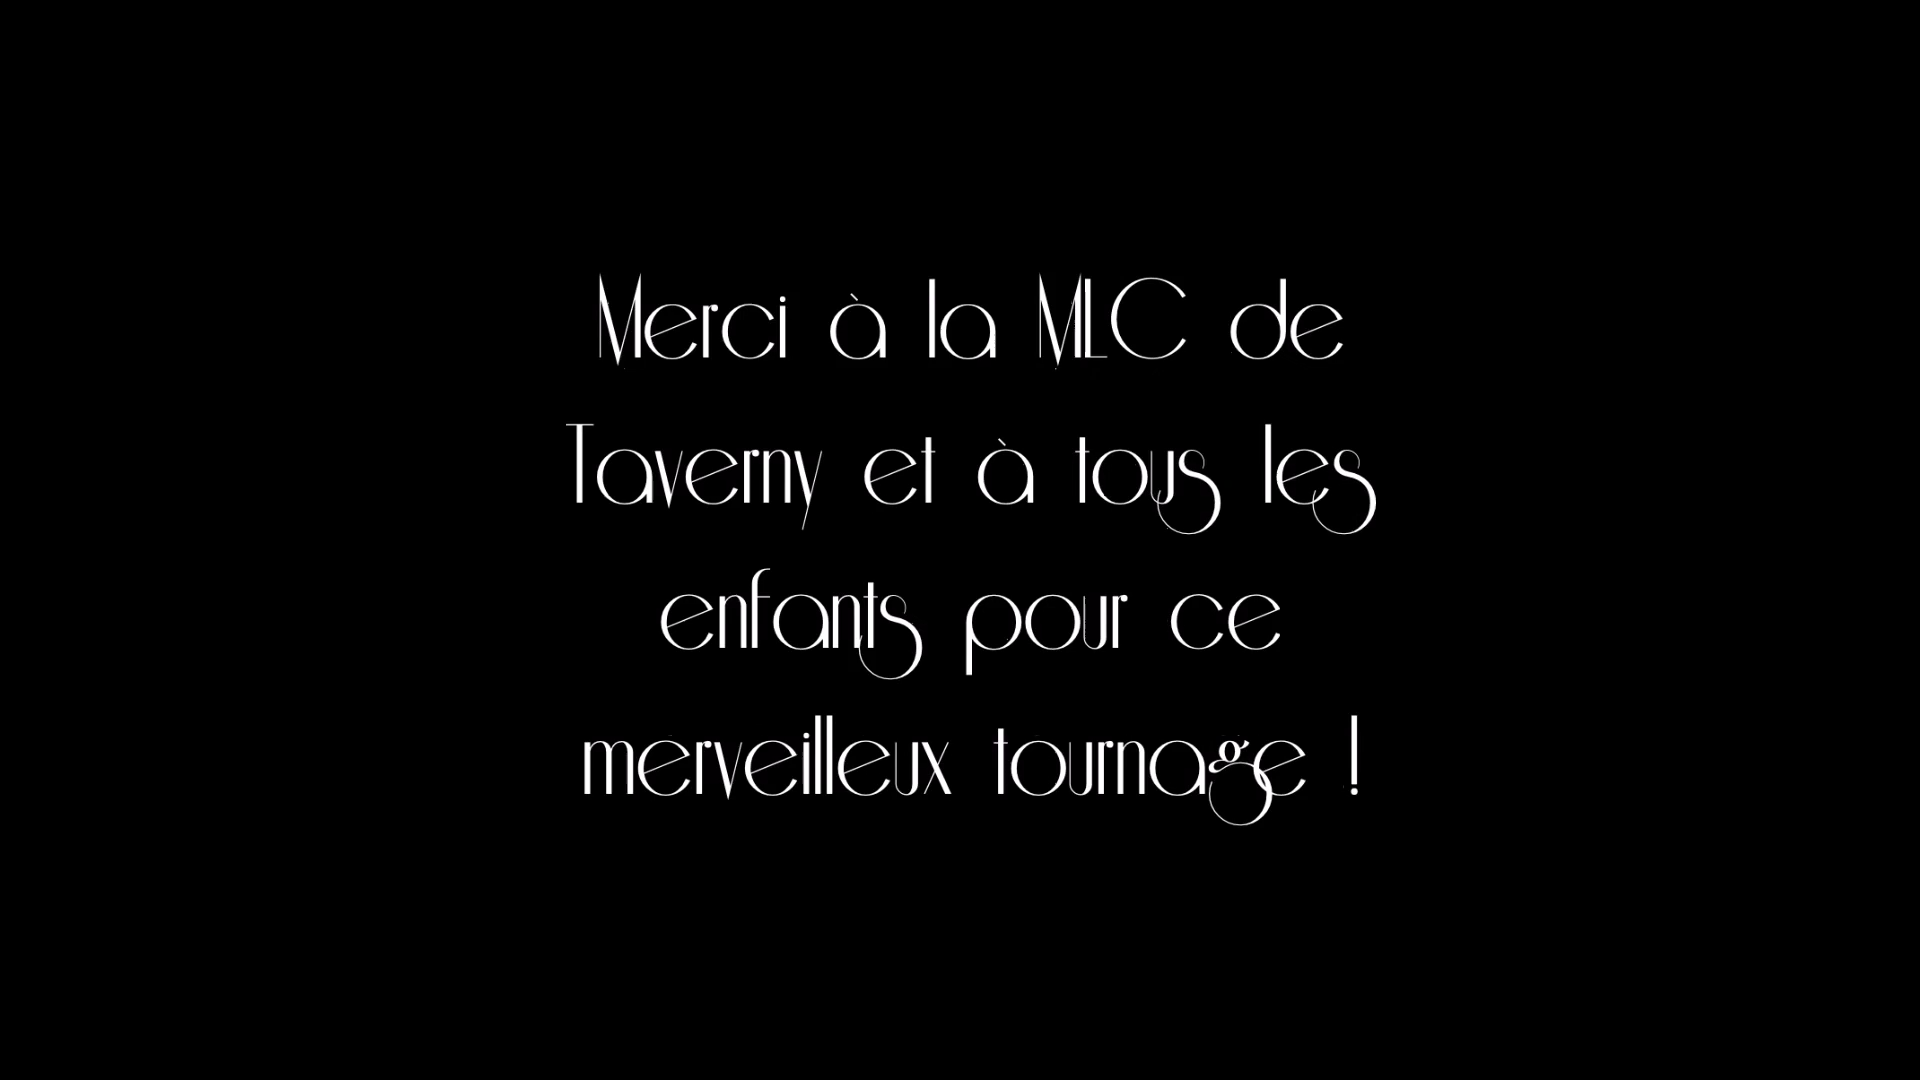 Merci à la MLC de
Taverny et à tous les
enfants pour ce
merveilleux tournage !